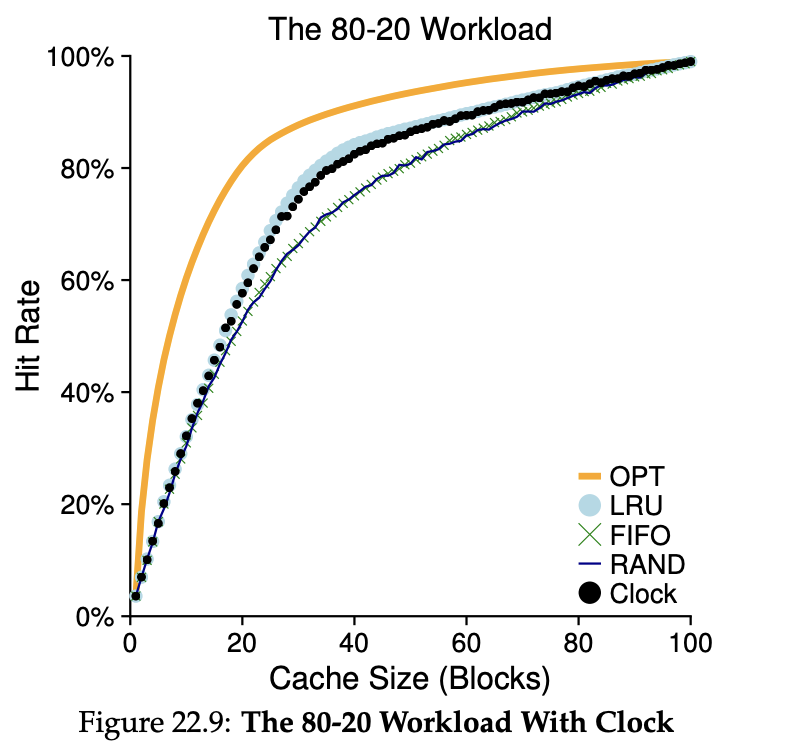 The 80-20 Workload
100%
80%
60%
40%
20%
0%
Hit Rate
0 20 40 60 80 100
Cache Size (Blocks)
OPT
LRU
FIFO
RAND
Clock
Figure 22.9: The 80-20 Workload With Clock